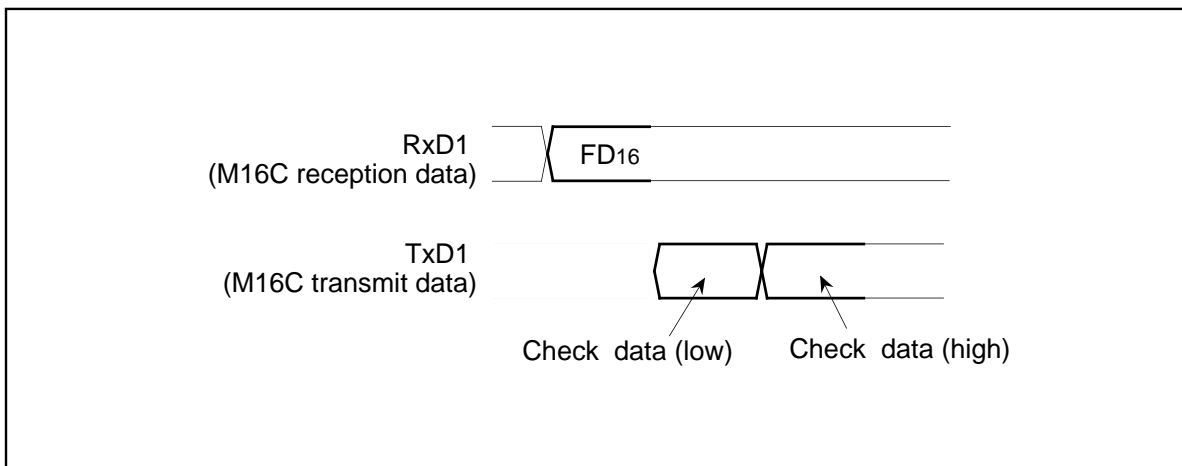 RxD1
(M16C reception data)
FD16
TxD1
(M16C transmit data)
Check data (low)
Check data (high)